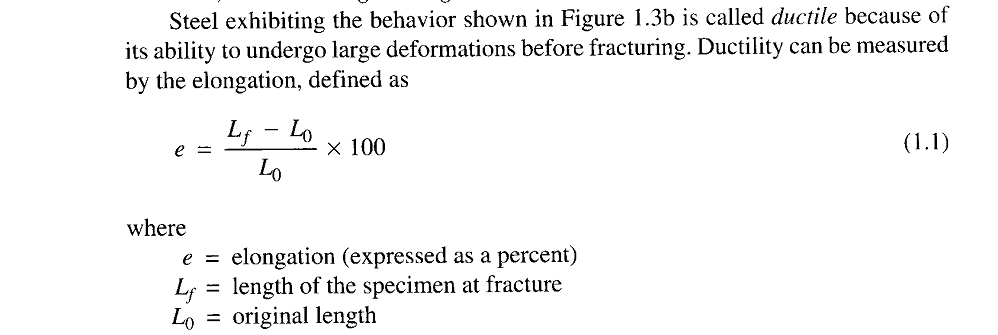 Steel exhibiting the behavior shown in Figure 1.3b is called ductile because of
its ability to undergo large deformations before fracturing. Ductility can be measured
by the elongation, defined as
e = \frac{L_f − L_0}{L_0} × 100 (1.1)
where
e = elongation (expressed as a percent)
L_f = length of the specimen at fracture
L_0 = original length